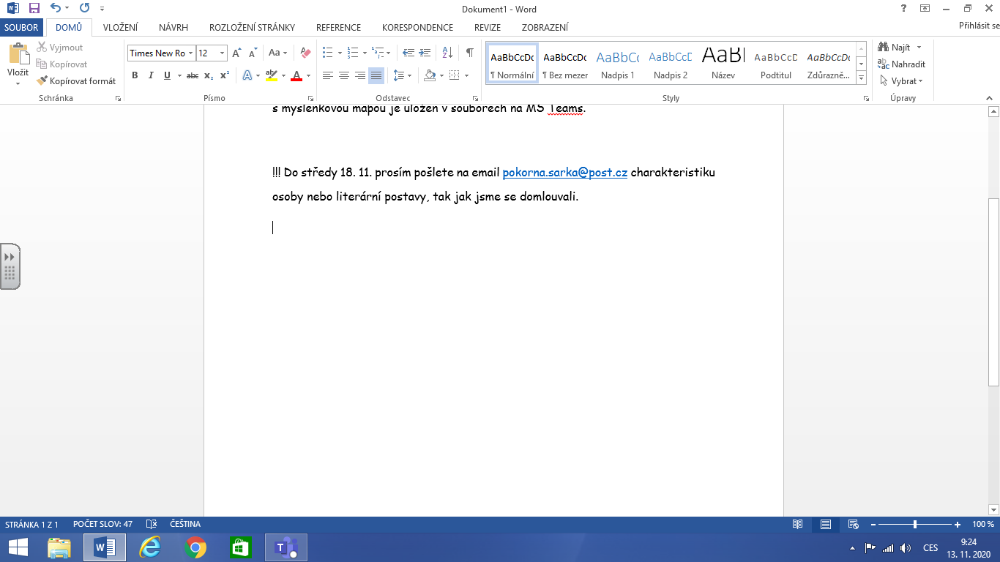 Dokument1 - Word
SOUBOR DOMŮ VLOŽENÍ NÁVRH ROZLOŽENÍ STRÁNKY REFERENCE KORESPONDENCE REVIZE ZOBRAZENÍ Přihlásit se
Vložit
Vyjmout
Kopírovat
Kopírovat formát
Schránka
Times New Ro 12
Písmo
Odstavec
AaBbCcDc AaBbCcDc AaBbCc AaBbCcD AaBl AaBbCcD AaBbCcDc
¶ Normální ¶ Bez mezer Nadpis 1 Nadpis 2 Název Podtitul Zdůrazně...
Styly
Najít
Nahradit
Vybrat
Úpravy
s myšlenkovou mapou je uložen v souborech na MS Teams.
!!! Do středy 18. 11. prosím pošlete na email pokorna.sarka@post.cz charakteristiku
osoby nebo literární postavy, tak jak jsme se domlouvali.
STRÁNKA 1 Z 1 POČET SLOV: 47 ČEŠTINA 100 %
CES 9:24
13. 11. 2020